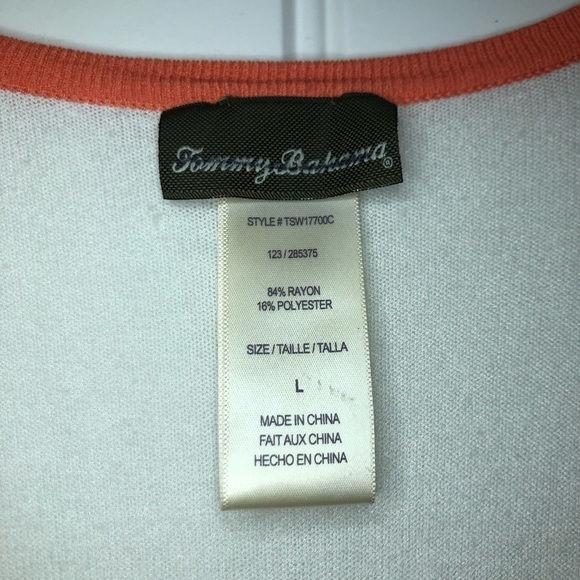 Tommy Bahama®
STYLE # TSW17700C
123 / 285375
84% RAYON
16% POLYESTER
SIZE / TAILLE / TALLA
L
MADE IN CHINA
FAIT AUX CHINA
HECHO EN CHINA